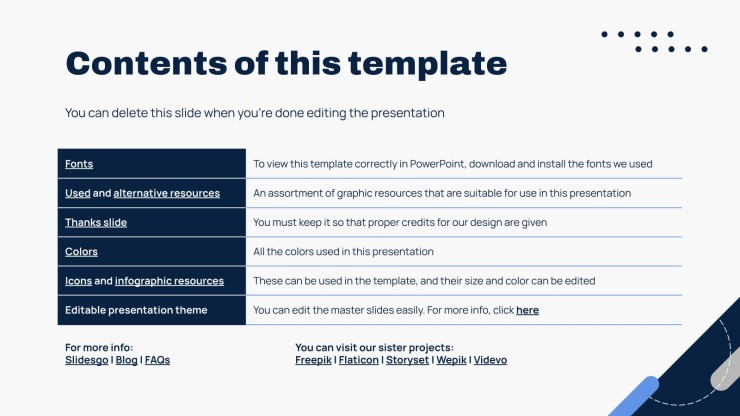 Contents of this template
You can delete this slide when you're done editing the presentation
Fonts To view this template correctly in PowerPoint, download and install the fonts we used
Used and alternative resources An assortment of graphic resources that are suitable for use in this presentation
Thanks slide You must keep it so that proper credits for our design are given
Colors All the colors used in this presentation
Icons and infographic resources These can be used in the template, and their size and color can be edited
Editable presentation theme You can edit the master slides easily. For more info, click here
For more info:
Slidesgo | Blog | FAQs
You can visit our sister projects:
Freepik | Flaticon | Storyset | Wepik | Videvo